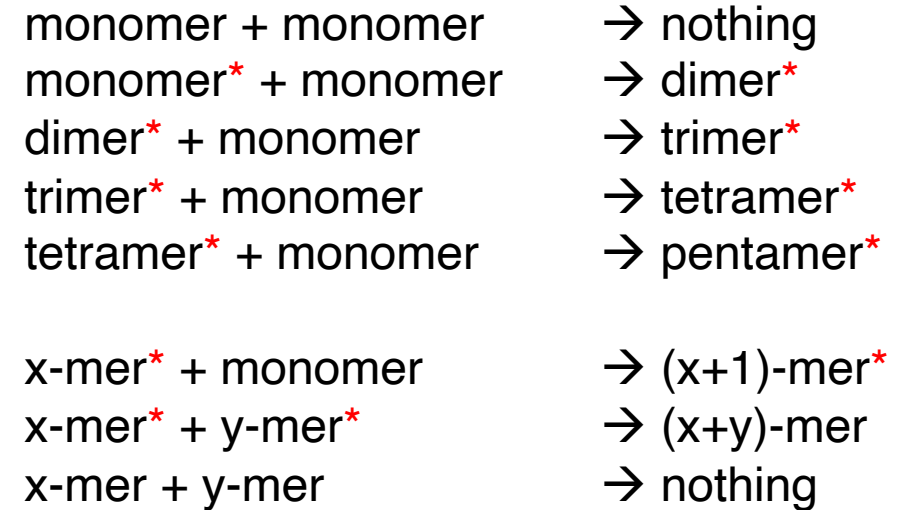 monomer + monomer → nothing
monomer* + monomer → dimer*
dimer* + monomer → trimer*
trimer* + monomer → tetramer*
tetramer* + monomer → pentamer*
x-mer* + monomer → (x+1)-mer*
x-mer* + y-mer* → (x+y)-mer
x-mer + y-mer → nothing